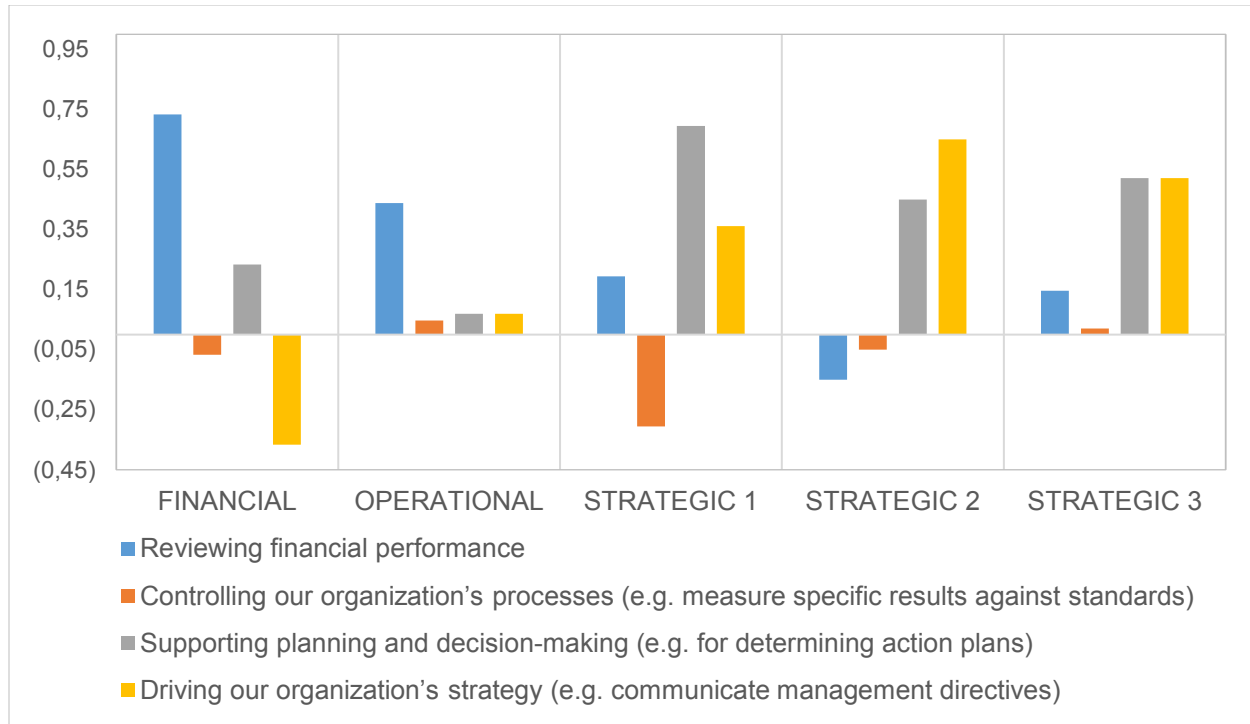 0,95
0,75
0,55
0,35
0,15
(0,05)
(0,25)
(0,45)
FINANCIAL OPERATIONAL STRATEGIC 1 STRATEGIC 2 STRATEGIC 3
Reviewing financial performance
Controlling our organization’s processes (e.g. measure specific results against standards)
Supporting planning and decision-making (e.g. for determining action plans)
Driving our organization’s strategy (e.g. communicate management directives)